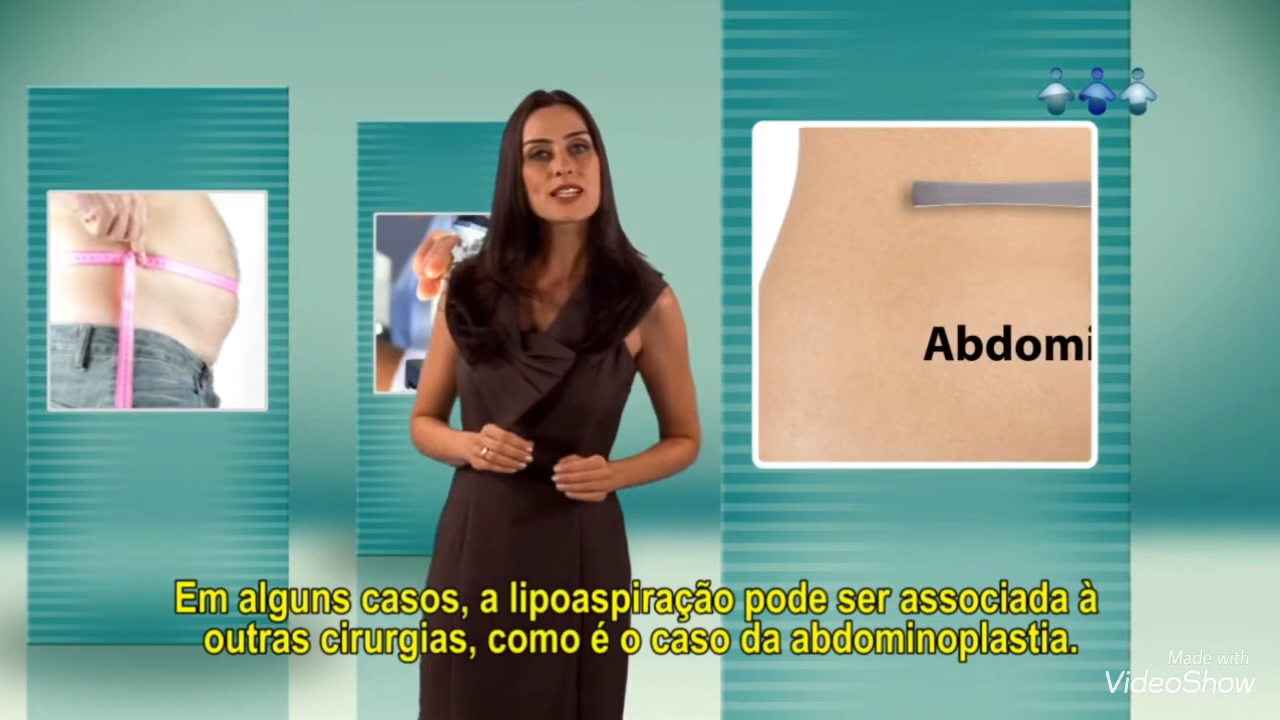 Abdomi
Em alguns casos, a lipoaspiração pode ser associada à
outras cirurgias, como é o caso da abdominoplastia.
Made with
VideoShow